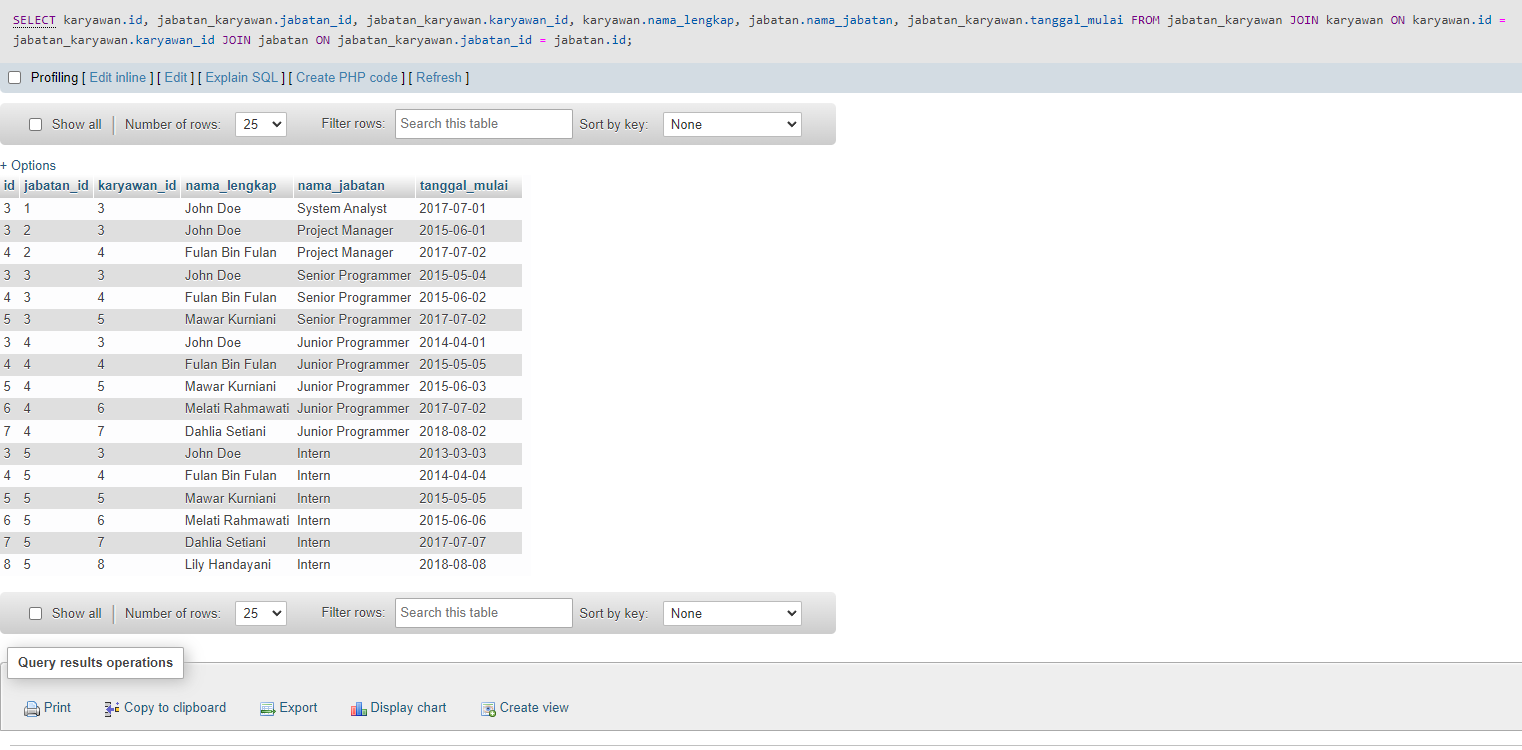 SELECT karyawan.id, jabatan_karyawan.jabatan_id, jabatan_karyawan.karyawan_id, karyawan.nama_lengkap, jabatan.nama_jabatan, jabatan_karyawan.tanggal_mulai FROM jabatan_karyawan JOIN karyawan ON karyawan.id =
jabatan_karyawan.karyawan_id JOIN jabatan ON jabatan_karyawan.jabatan_id = jabatan.id;
Profiling [ Edit inline ] [ Edit ] [ Explain SQL ] [ Create PHP code ] [ Refresh ]
Show all Number of rows: 25 Filter rows: Search this table Sort by key: None
+ Options
id jabatan_id karyawan_id nama_lengkap nama_jabatan tanggal_mulai
3 1 3 John Doe System Analyst 2017-07-01
3 2 3 John Doe Project Manager 2015-06-01
4 2 4 Fulan Bin Fulan Project Manager 2017-07-02
3 3 3 John Doe Senior Programmer 2015-05-04
4 3 4 Fulan Bin Fulan Senior Programmer 2015-06-02
5 3 5 Mawar Kurniani Senior Programmer 2017-07-02
3 4 3 John Doe Junior Programmer 2014-04-01
4 4 4 Fulan Bin Fulan Junior Programmer 2015-05-05
5 4 5 Mawar Kurniani Junior Programmer 2015-06-03
6 4 6 Melati Rahmawati Junior Programmer 2017-07-02
7 4 7 Dahlia Setiani Junior Programmer 2018-08-02
3 5 3 John Doe Intern 2013-03-03
4 5 4 Fulan Bin Fulan Intern 2014-04-04
5 5 5 Mawar Kurniani Intern 2015-05-05
6 5 6 Melati Rahmawati Intern 2015-06-06
7 5 7 Dahlia Setiani Intern 2017-07-07
8 5 8 Lily Handayani Intern 2018-08-08
Show all Number of rows: 25 Filter rows: Search this table Sort by key: None
Query results operations
Print Copy to clipboard Export Display chart Create view